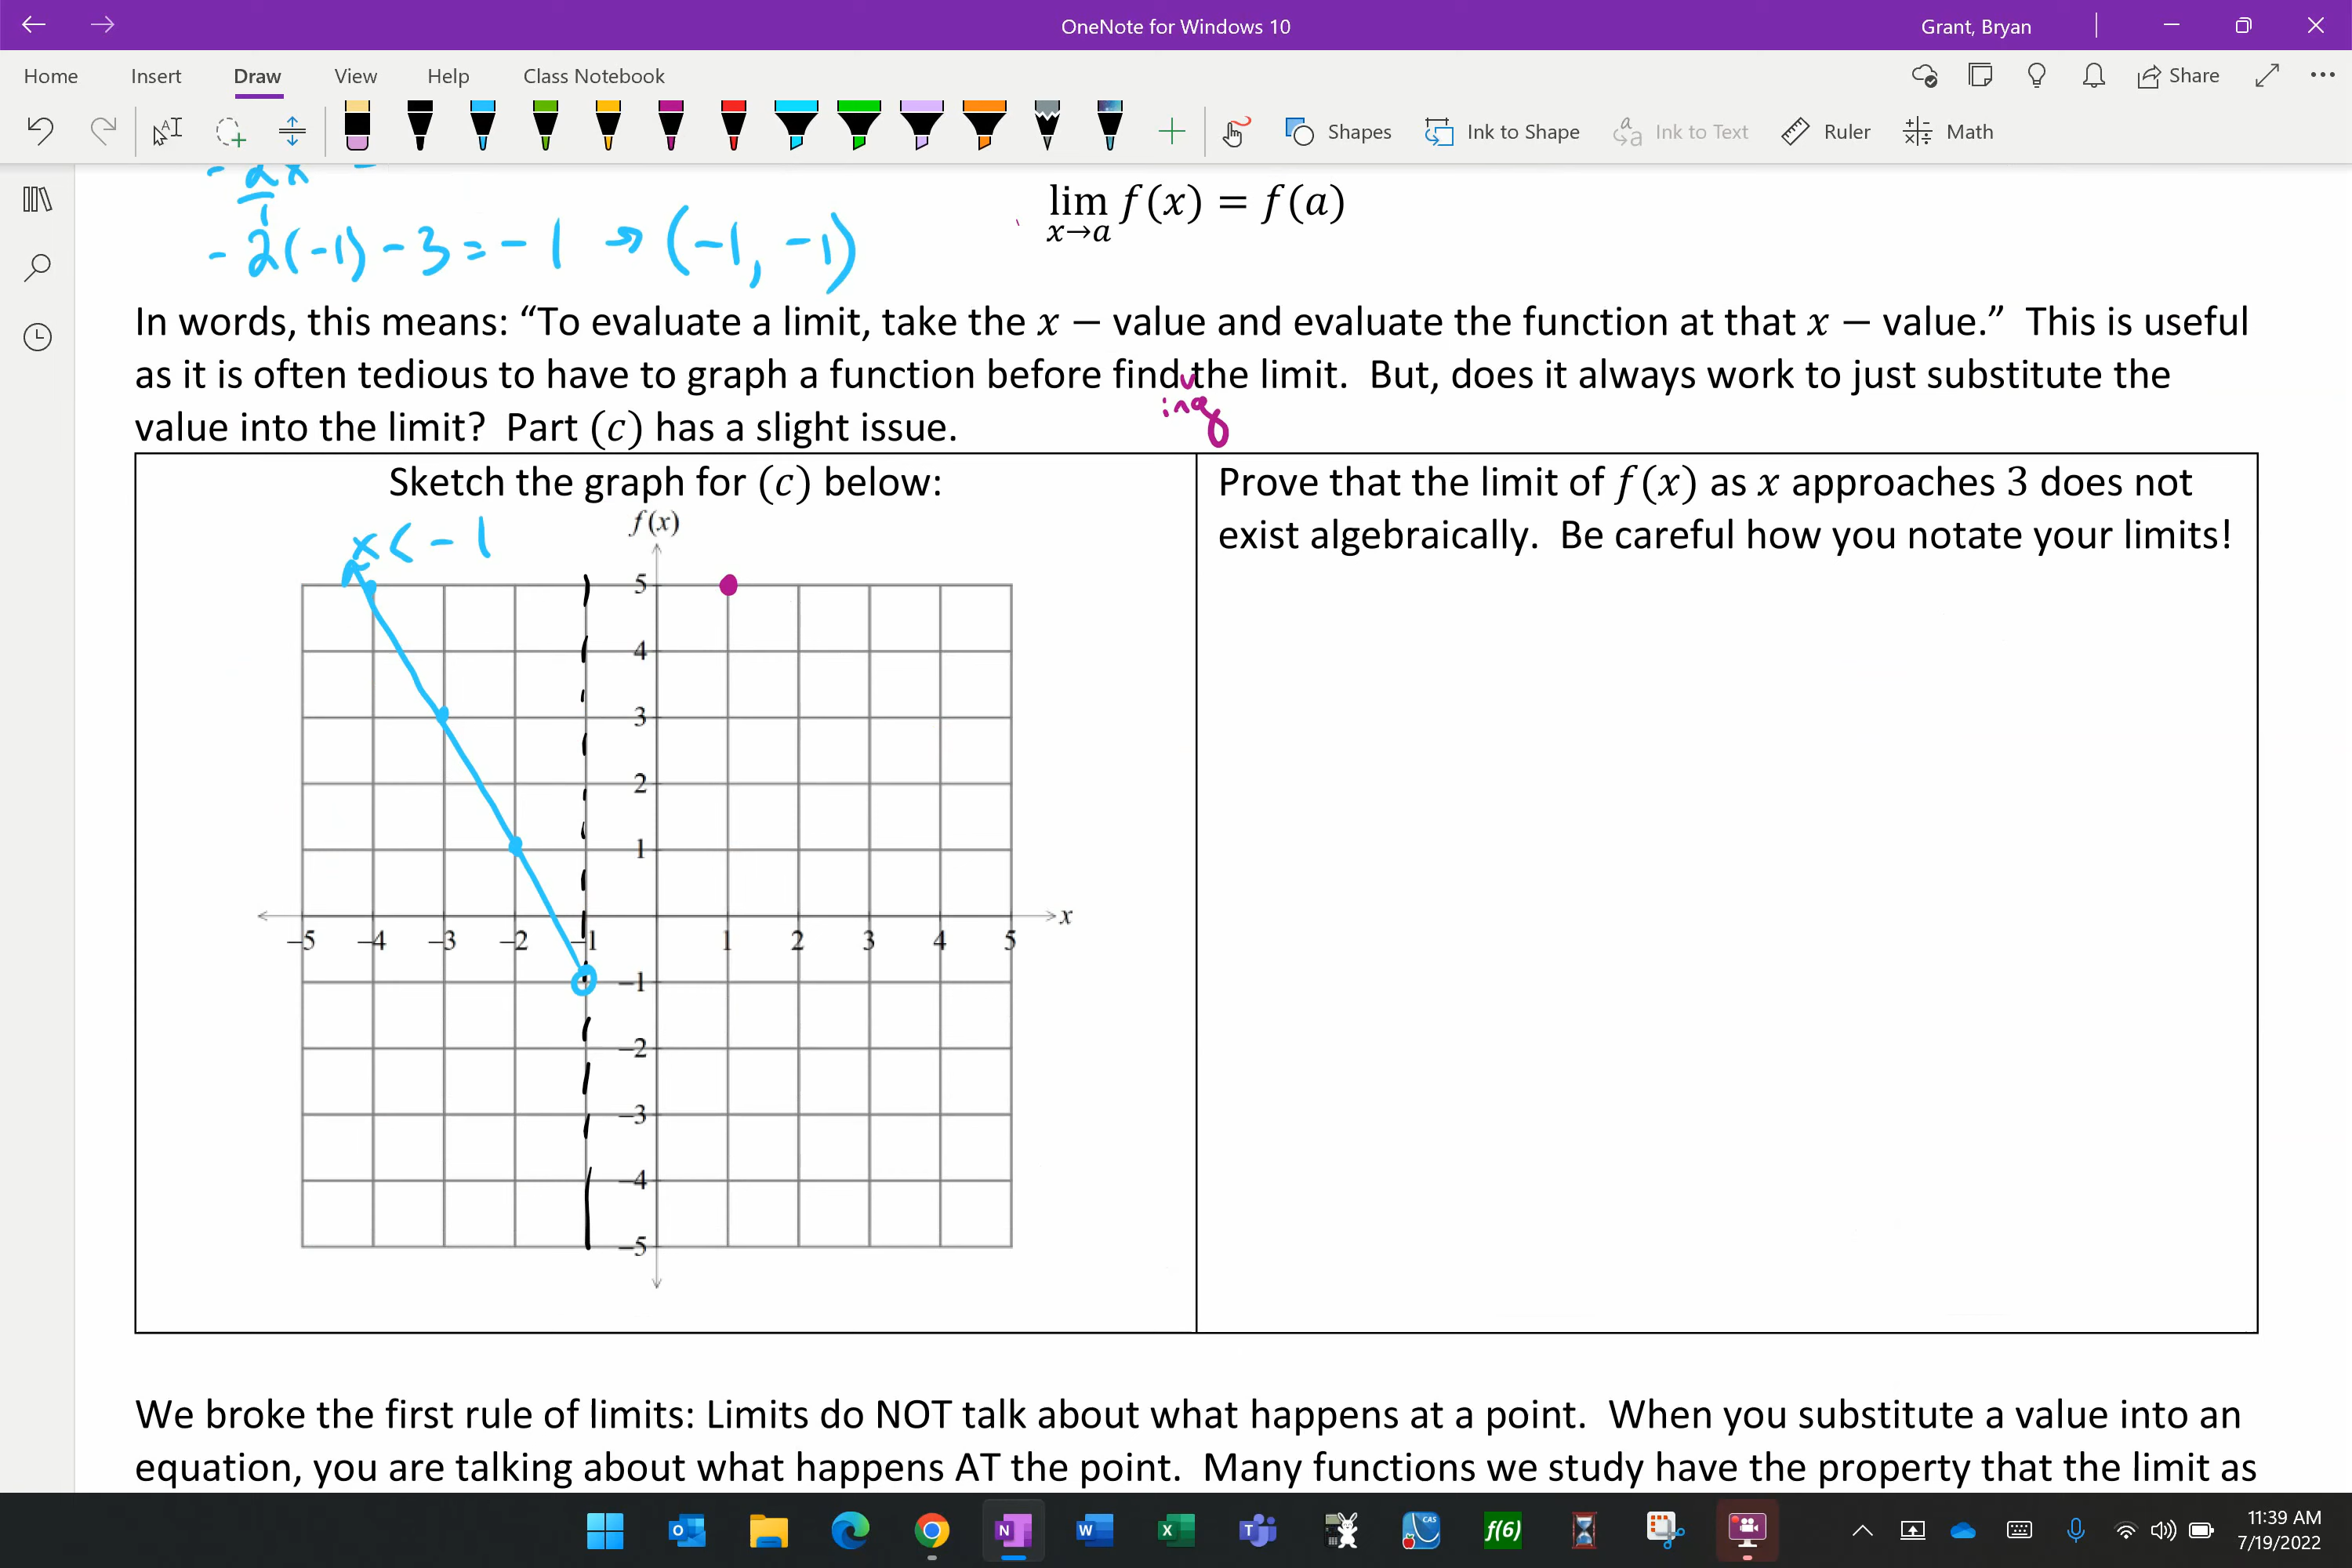 OneNote for Windows 10
Grant, Bryan
Home Insert Draw View Help Class Notebook
Share
Shapes Ink to Shape Ink to Text Ruler Math
- 2x -
1
lim f(x) = f(a)
x→a
-2(-1) - 3 = -1 → (-1, -1)
In words, this means: “To evaluate a limit, take the x − value and evaluate the function at that x − value.” This is useful
as it is often tedious to have to graph a function before find the limit. But, does it always work to just substitute the
ing
value into the limit? Part (c) has a slight issue.
Sketch the graph for (c) below:
x < -1
f(x)
5
4
3
2
1
x
−5 −4 −3 −2 −1 1 2 3 4 5
−1
−2
−3
−4
−5
Prove that the limit of f(x) as x approaches 3 does not
exist algebraically. Be careful how you notate your limits!
We broke the first rule of limits: Limits do NOT talk about what happens at a point. When you substitute a value into an
equation, you are talking about what happens AT the point. Many functions we study have the property that the limit as
CAS
f(6)
11:39 AM
7/19/2022